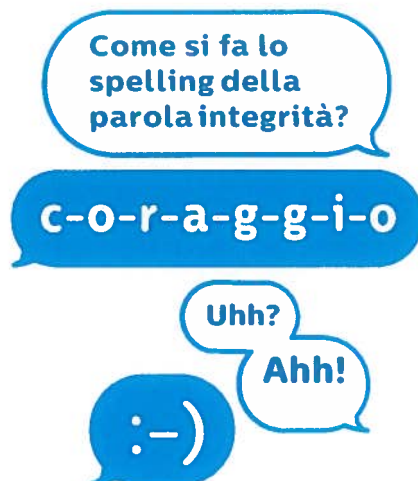 Come si fa lo
spelling della
parola integrità?
c-o-r-a-g-g-i-o
Uhh?
Ahh!
:-)